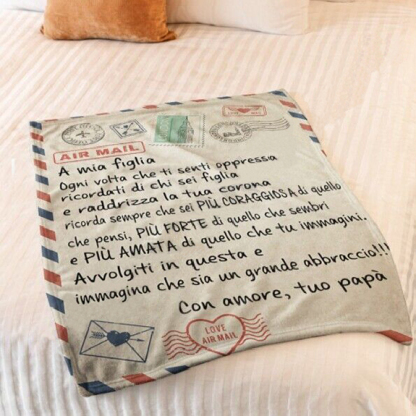 AIR MAIL
A mia figlia
Ogni volta che ti senti oppressa
ricordati di chi sei figlia
e raddrizza la tua corona
ricorda sempre che sei PIÙ CORAGGIOSA di quello
che pensi, PIÙ FORTE di quello che sembri
e PIÙ AMATA di quello che tu immagini.
Avvolgiti in questa e
immagina che sia un grande abbraccio!!!
Con amore, tuo papà
LOVE
AIR MAIL